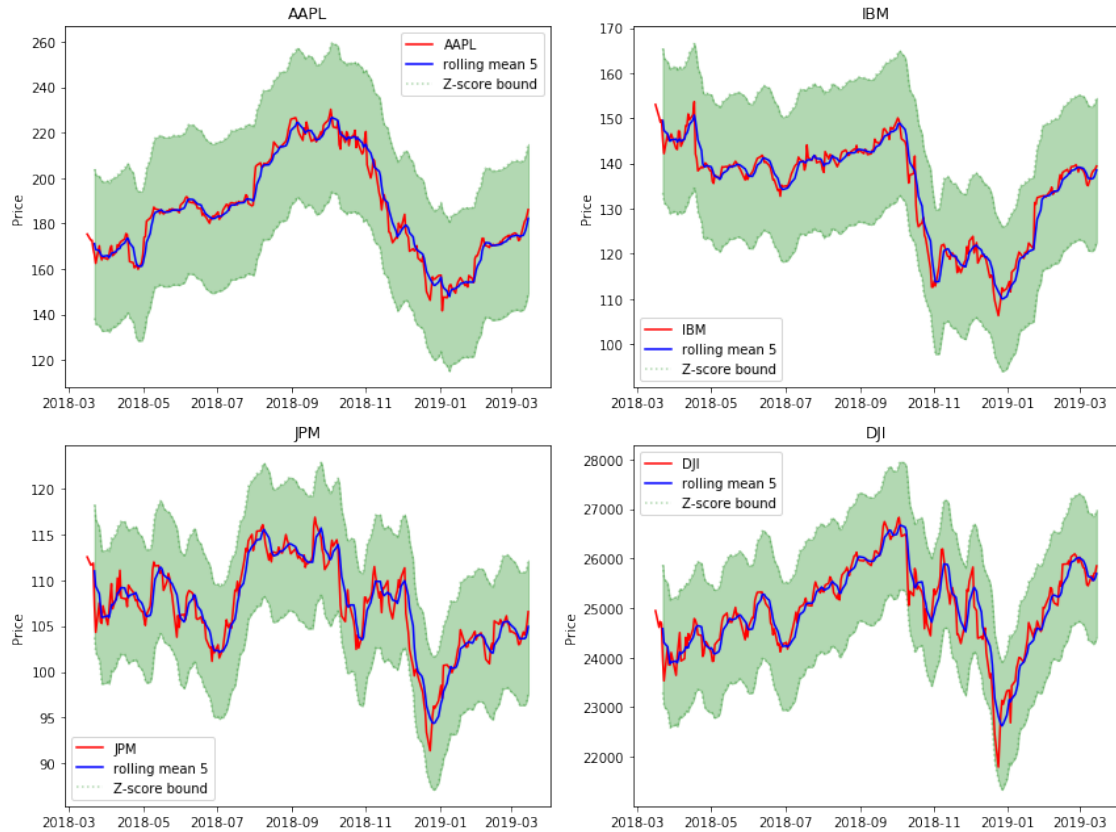 AAPL
260
240
220
200
180
160
140
120
Price
AAPL
rolling mean 5
Z-score bound
2018-03 2018-05 2018-07 2018-09 2018-11 2019-01 2019-03
IBM
170
160
150
140
130
120
110
100
Price
IBM
rolling mean 5
Z-score bound
2018-03 2018-05 2018-07 2018-09 2018-11 2019-01 2019-03
JPM
120
115
110
105
100
95
90
Price
JPM
rolling mean 5
Z-score bound
2018-03 2018-05 2018-07 2018-09 2018-11 2019-01 2019-03
DJI
28000
27000
26000
25000
24000
23000
22000
Price
DJI
rolling mean 5
Z-score bound
2018-03 2018-05 2018-07 2018-09 2018-11 2019-01 2019-03